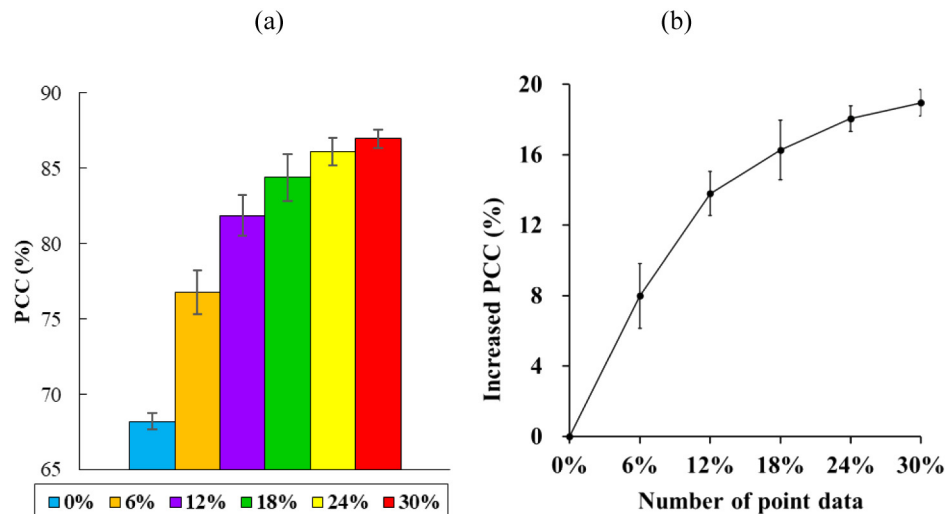 (a)
(b)
PCC (%)
90
85
80
75
70
65
0% 6% 12% 18% 24% 30%
Increased PCC (%)
20
16
12
8
4
0
0% 6% 12% 18% 24% 30%
Number of point data